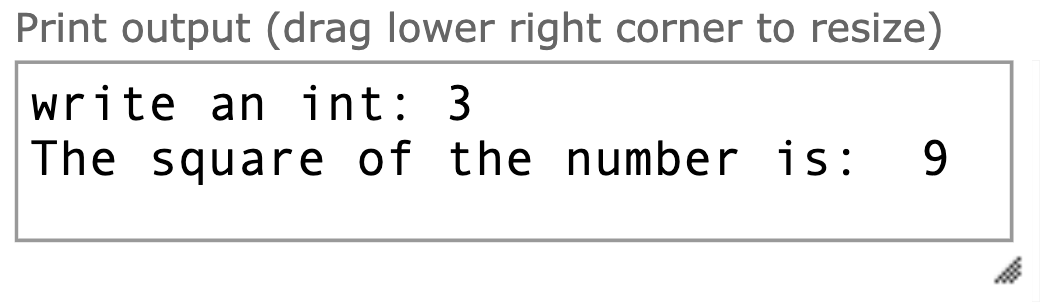 Print output (drag lower right corner to resize)
write an int: 3
The square of the number is:  9